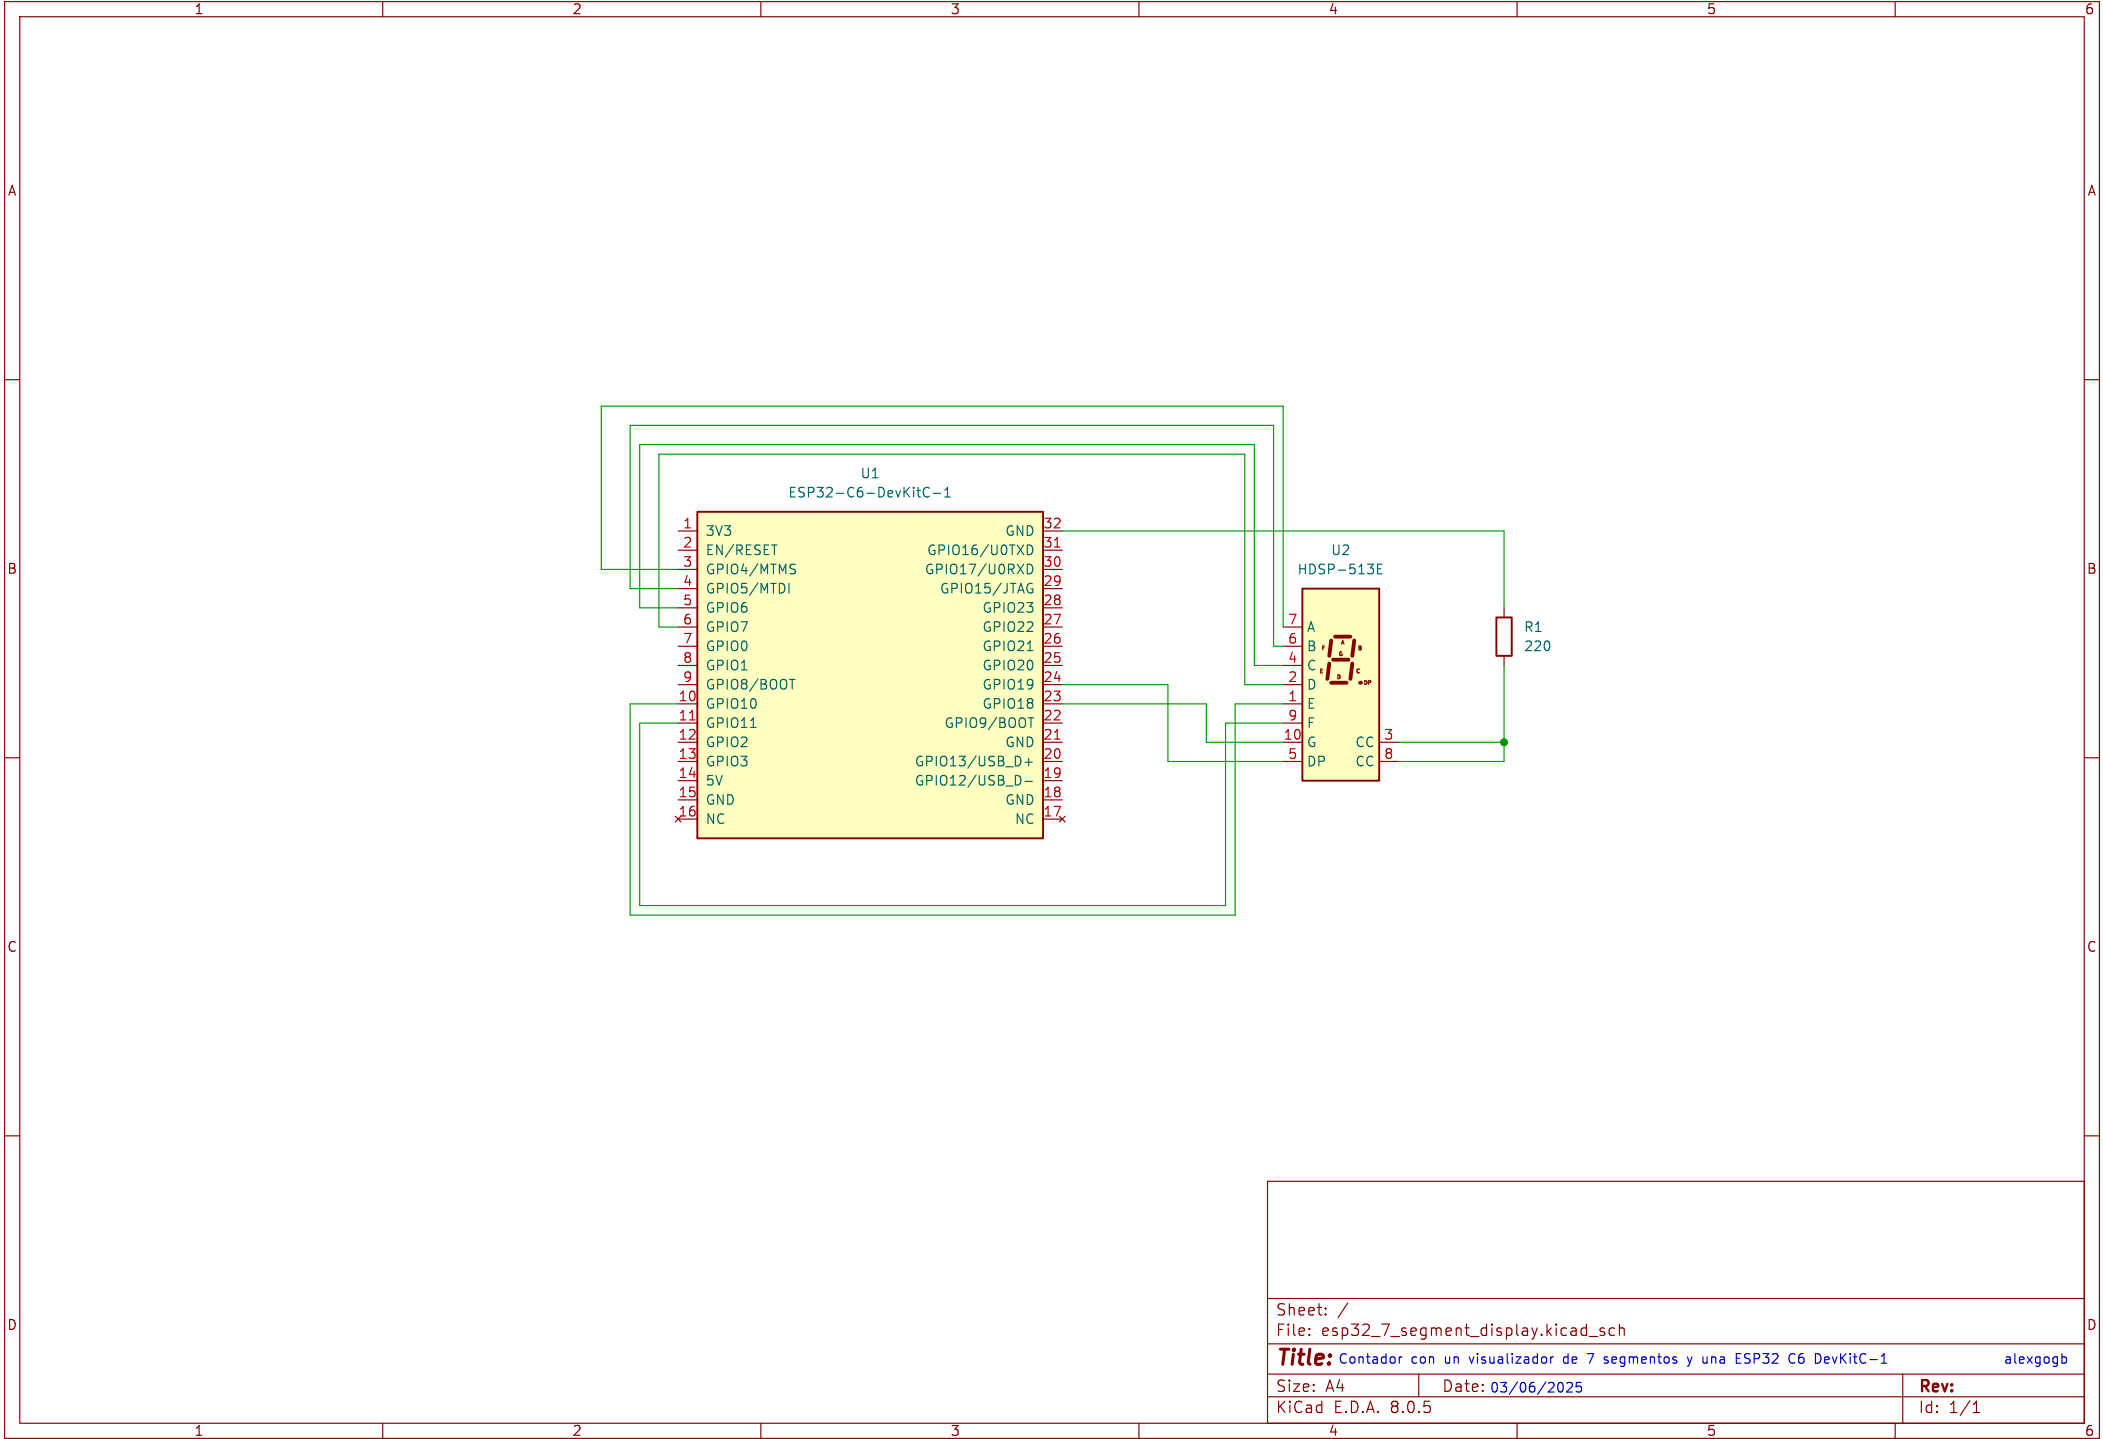 1 2 3 4 5 6
A A
B B
C C
D D
U1
ESP32-C6-DevKitC-1
1 3V3 GND 32
2 EN/RESET GPIO16/U0TXD 31
3 GPIO4/MTMS GPIO17/U0RXD 30
4 GPIO5/MTDI GPIO15/JTAG 29
5 GPIO6 GPIO23 28
6 GPIO7 GPIO22 27
7 GPIO0 GPIO21 26
8 GPIO1 GPIO20 25
9 GPIO8/BOOT GPIO19 24
10 GPIO10 GPIO18 23
11 GPIO11 GPIO9/BOOT 22
12 GPIO2 GND 21
13 GPIO3 GPIO13/USB_D+ 20
14 5V GPIO12/USB_D- 19
15 GND GND 18
16 NC NC 17
U2
HDSP-513E
7 A
6 B
4 C
2 D
1 E
9 F
10 G CC 3
5 DP CC 8
A
F B
G
E C
D DP
R1
220
Sheet: /
File: esp32_7_segment_display.kicad_sch
Title: Contador con un visualizador de 7 segmentos y una ESP32 C6 DevKitC-1 alexgogb
Size: A4 Date: 03/06/2025 Rev:
KiCad E.D.A. 8.0.5 Id: 1/1
1 2 3 4 5 6